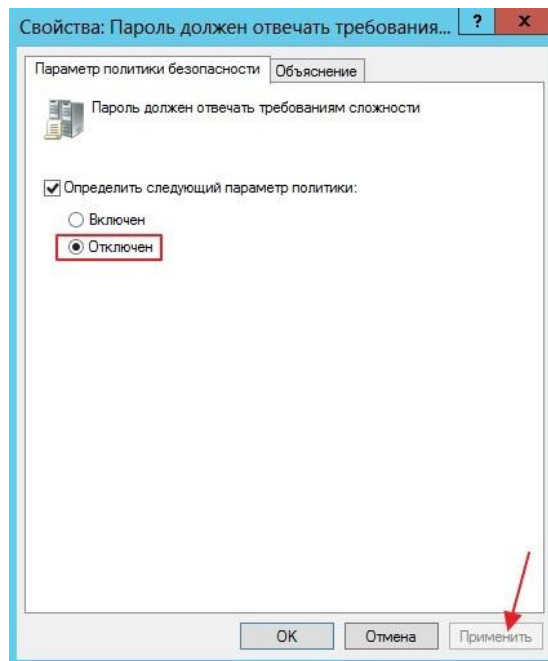 Свойства: Пароль должен отвечать требования...
?
x
Параметр политики безопасности
Объяснение
Пароль должен отвечать требованиям сложности
Определить следующий параметр политики:
Включен
Отключен
OK
Отмена
Применить